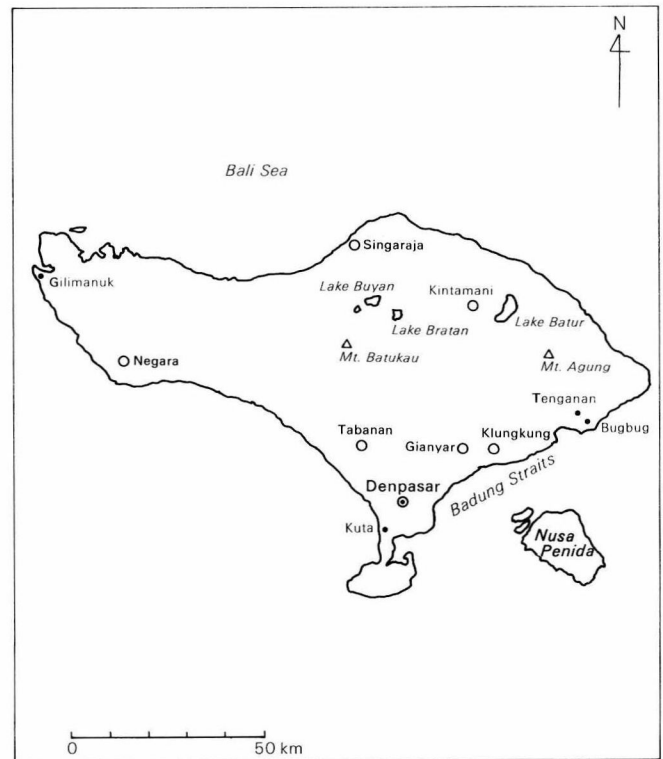 N
Bali Sea
Singaraja
Gilimanuk
Lake Buyan
Kintamani
Lake Bratan
Lake Batur
Mt. Batukau
Mt. Agung
Negara
Tenganan
Bugbug
Tabanan
Gianyar
Klungkung
Badung Straits
Denpasar
Kuta
Nusa
Penida
0 50 km